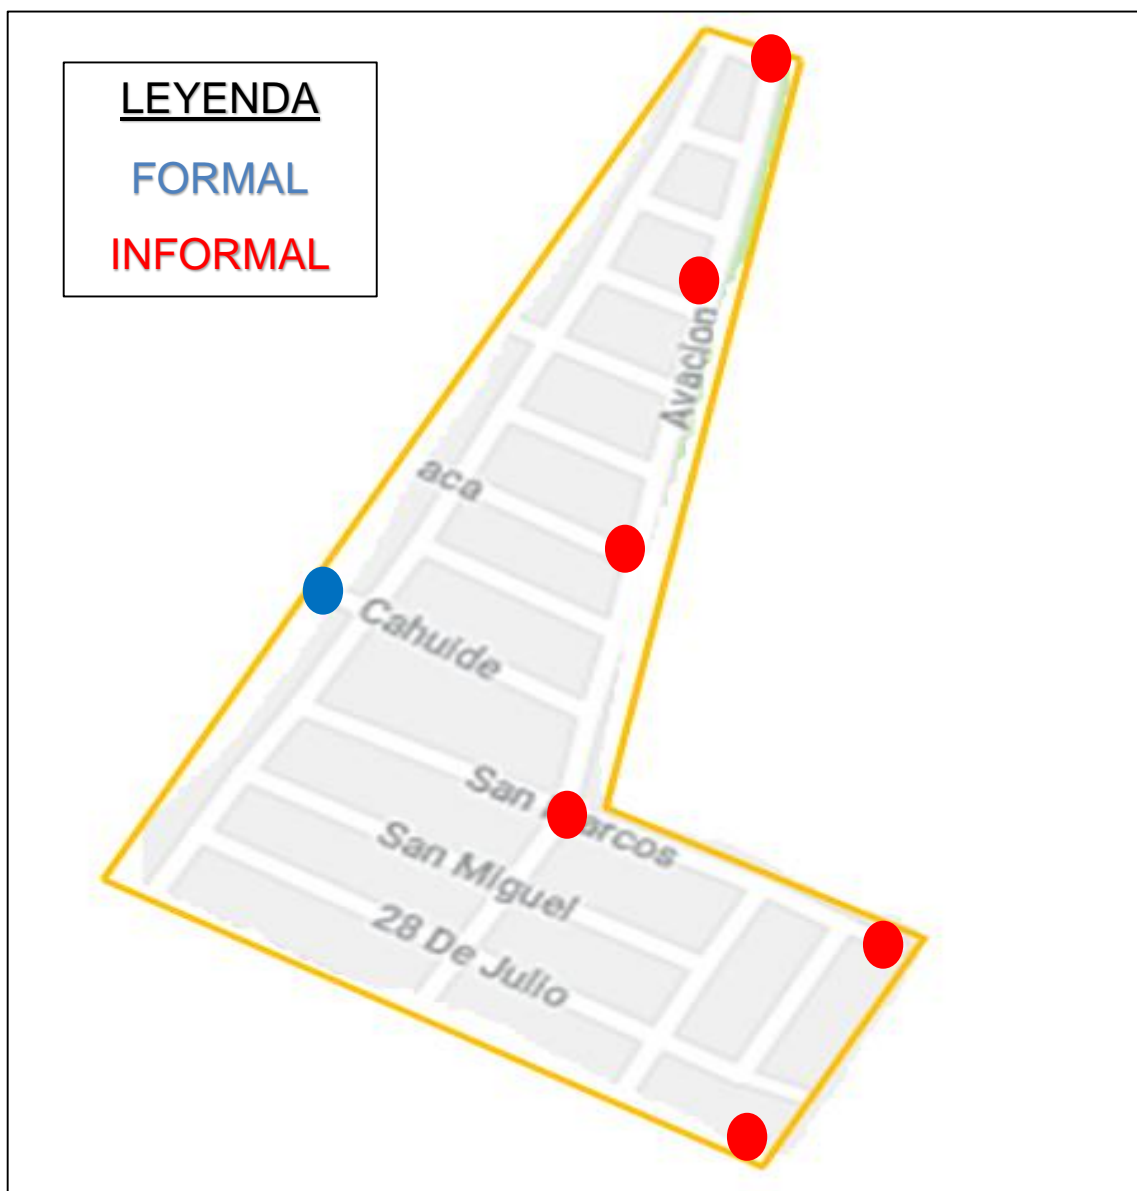 LEYENDA
FORMAL
INFORMAL
Avacion
aca
Cahuide
San arcos
San Miguel
28 De Julio